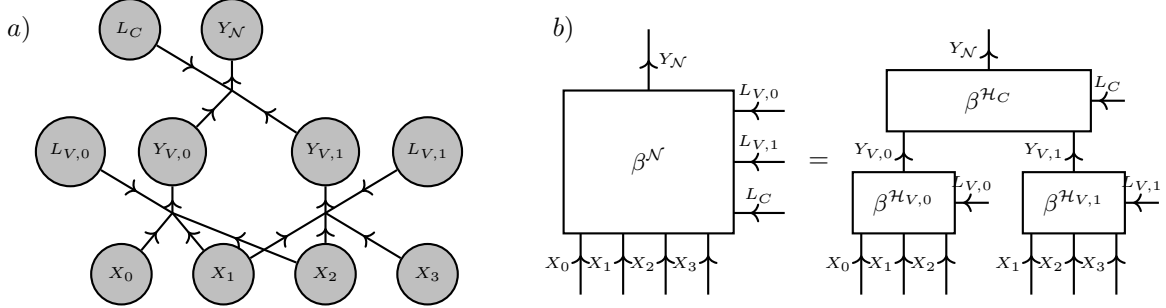 a)
L_C Y_𝒩
L_{V,0} Y_{V,0} Y_{V,1} L_{V,1}
X_0 X_1 X_2 X_3
b)
Y_𝒩
L_{V,0}
β^𝒩 L_{V,1}
L_C
X_0 X_1 X_2 X_3
=
Y_𝒩
β^{ℋ_C} L_C
Y_{V,0} Y_{V,1}
β^{ℋ_{V,0}} L_{V,0} β^{ℋ_{V,1}} L_{V,1}
X_0 X_1 X_2 X_1 X_2 X_3